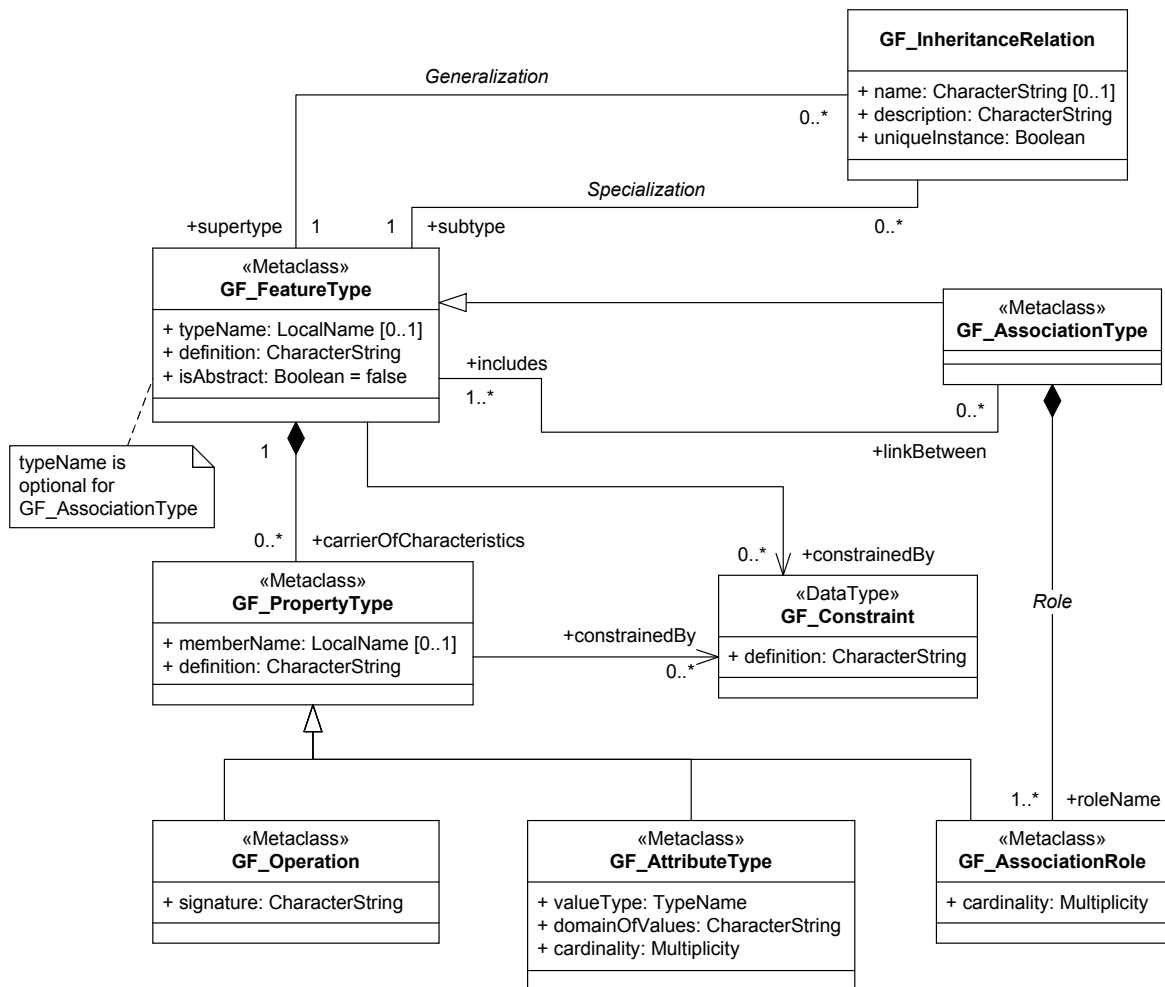 GF_InheritanceRelation
+ name: CharacterString [0..1]
+ description: CharacterString
+ uniqueInstance: Boolean
Generalization
0..*
Specialization
0..*
+supertype
1
1
+subtype
«Metaclass»
GF_FeatureType
+ typeName: LocalName [0..1]
+ definition: CharacterString
+ isAbstract: Boolean = false
«Metaclass»
GF_AssociationType
+includes
1..*
0..*
+linkBetween
typeName is
optional for
GF_AssociationType
1
0..*
+carrierOfCharacteristics
0..*
+constrainedBy
«Metaclass»
GF_PropertyType
+ memberName: LocalName [0..1]
+ definition: CharacterString
+constrainedBy
0..*
«DataType»
GF_Constraint
+ definition: CharacterString
Role
1..*
+roleName
«Metaclass»
GF_Operation
+ signature: CharacterString
«Metaclass»
GF_AttributeType
+ valueType: TypeName
+ domainOfValues: CharacterString
+ cardinality: Multiplicity
«Metaclass»
GF_AssociationRole
+ cardinality: Multiplicity